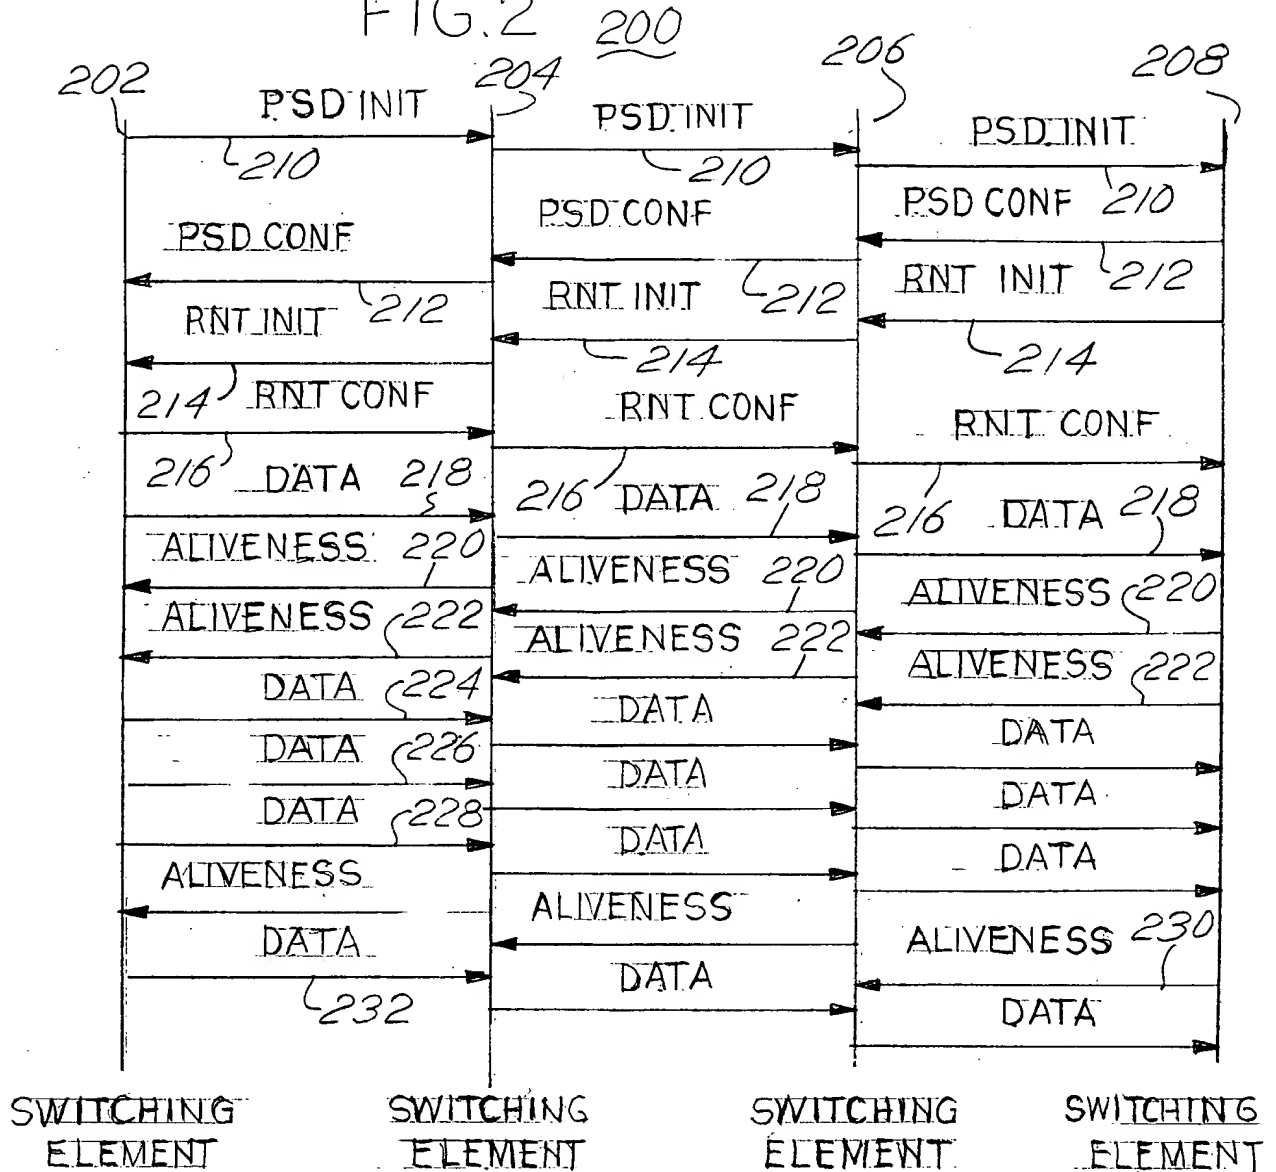 FIG. 2 200
202 204 206 208
PSD INIT PSD INIT PSD INIT
210 210 210
PSD CONF PSD CONF PSD CONF
212 212 212
RNT INIT RNT INIT RNT INIT
214 214 214
RNT CONF RNT CONF RNT CONF
216 216 216
DATA 218 DATA 218 DATA 218
ALIVENESS 220 ALIVENESS 220 ALIVENESS 220
ALIVENESS 222 ALIVENESS 222 ALIVENESS 222
DATA 224 DATA DATA
DATA 226 DATA DATA
DATA 228 DATA DATA
ALIVENESS ALIVENESS ALIVENESS 230
DATA DATA DATA
232
SWITCHING SWITCHING SWITCHING SWITCHING
ELEMENT ELEMENT ELEMENT ELEMENT